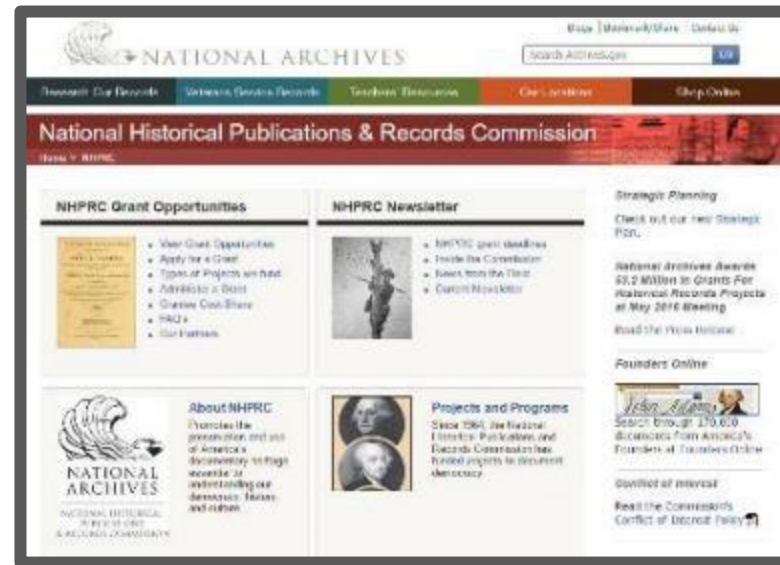 Blogs | Bookmark/Share Contact Us
NATIONAL ARCHIVES
Search Archives.gov GO
Research Our Records Veterans Service Records Teachers' Resources Our Locations Shop Online
National Historical Publications & Records Commission
Home > NHPRC
NHPRC Grant Opportunities
View Grant Opportunities
Apply for a Grant
Types of Projects we fund
Administer a Grant
Grantee Cost Share
FAQ's
Our Partners
NHPRC Newsletter
NHPRC grant deadlines
Inside the Commission
News from the Field
Current Newsletter
Strategic Planning
Check out our new Strategic
Plan.
National Archives Awards
Million in Grants For
Historical Records Projects
at May 2016 Meeting
Read the Press Release
Founders Online
John Adams
Search through 170,000
documents from America's
Founders at Founders Online
Conflict of Interest
Read the Commission's
Conflict of Interest Policy
NATIONAL
ARCHIVES
NATIONAL HISTORICAL
PUBLICATIONS
& RECORDS COMMISSION
About NHPRC
Promotes the
preservation and use
of America's
documentary heritage
essential to
understanding our
democracy, history
and culture
Projects and Programs
Since 1964, the National
Historical Publications and
Records Commission has
funded projects to document
democracy